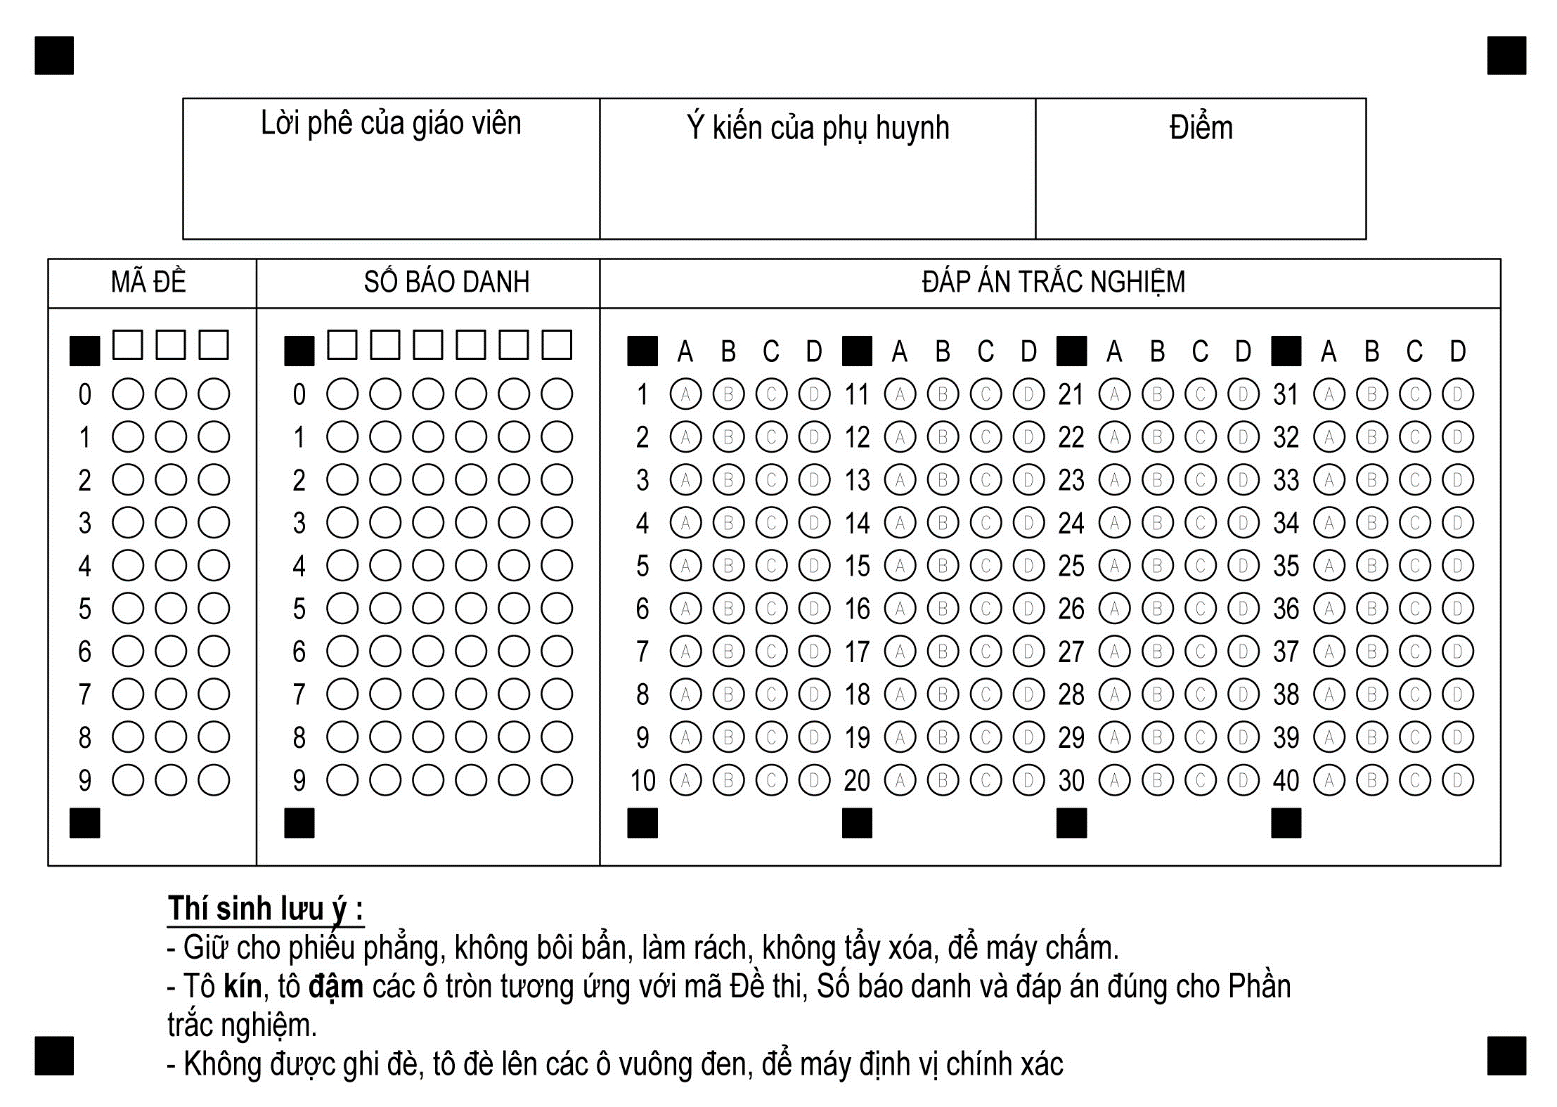 Lời phê của giáo viên Ý kiến của phụ huynh Điểm
MÃ ĐỀ SỐ BÁO DANH ĐÁP ÁN TRẮC NGHIỆM
A B C D A B C D A B C D A B C D
0 0 1 A B C D 11 A B C D 21 A B C D 31 A B C D
1 1 2 A B C D 12 A B C D 22 A B C D 32 A B C D
2 2 3 A B C D 13 A B C D 23 A B C D 33 A B C D
3 3 4 A B C D 14 A B C D 24 A B C D 34 A B C D
4 4 5 A B C D 15 A B C D 25 A B C D 35 A B C D
5 5 6 A B C D 16 A B C D 26 A B C D 36 A B C D
6 6 7 A B C D 17 A B C D 27 A B C D 37 A B C D
7 7 8 A B C D 18 A B C D 28 A B C D 38 A B C D
8 8 9 A B C D 19 A B C D 29 A B C D 39 A B C D
9 9 10 A B C D 20 A B C D 30 A B C D 40 A B C D
Thí sinh lưu ý :
- Giữ cho phiếu phẳng, không bôi bẩn, làm rách, không tẩy xóa, để máy chấm.
- Tô kín, tô đậm các ô tròn tương ứng với mã Đề thi, Số báo danh và đáp án đúng cho Phần
trắc nghiệm.
- Không được ghi đè, tô đè lên các ô vuông đen, để máy định vị chính xác